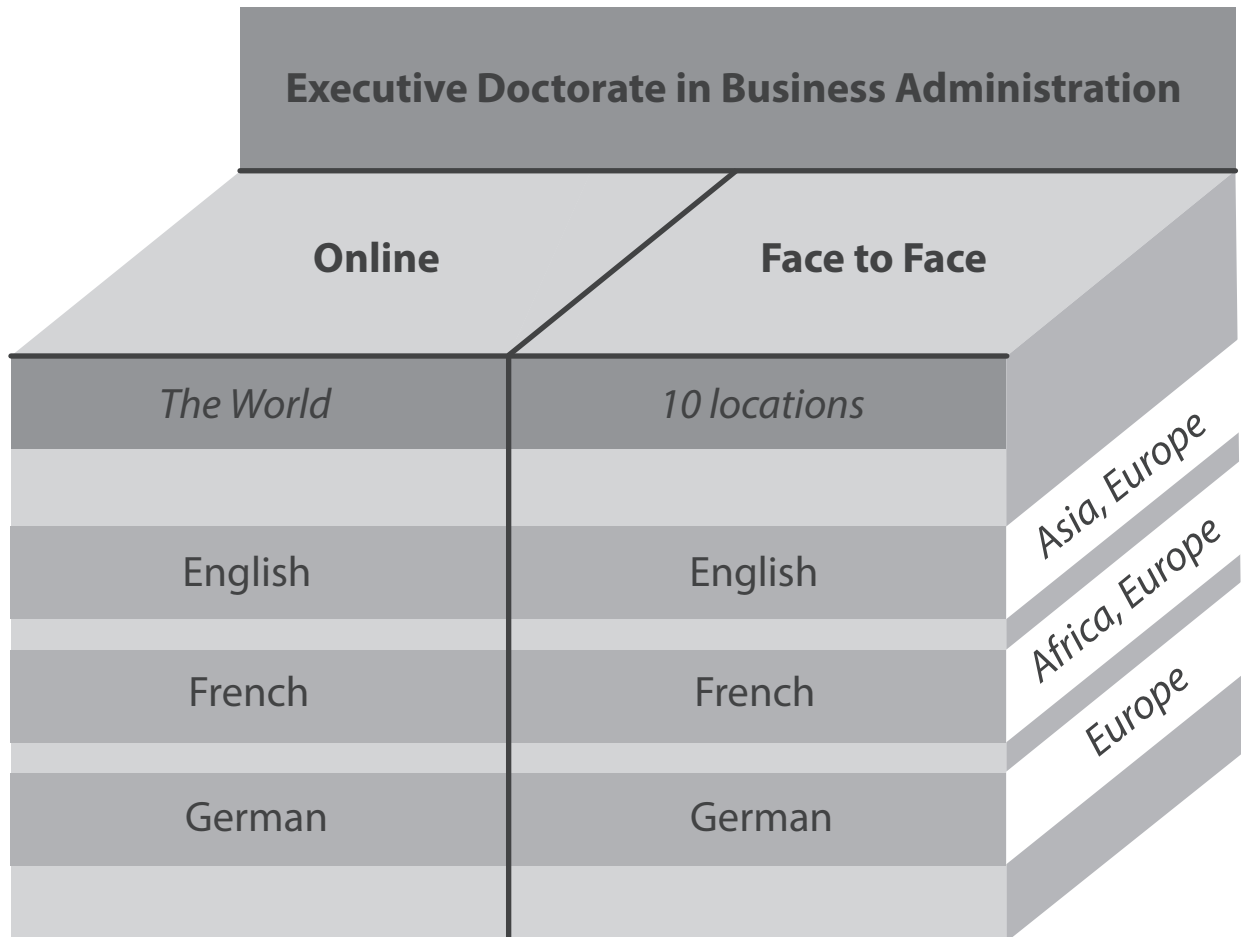 Executive Doctorate in Business Administration
Online
Face to Face
The World
10 locations
English
English
Asia, Europe
French
French
Africa, Europe
German
German
Europe